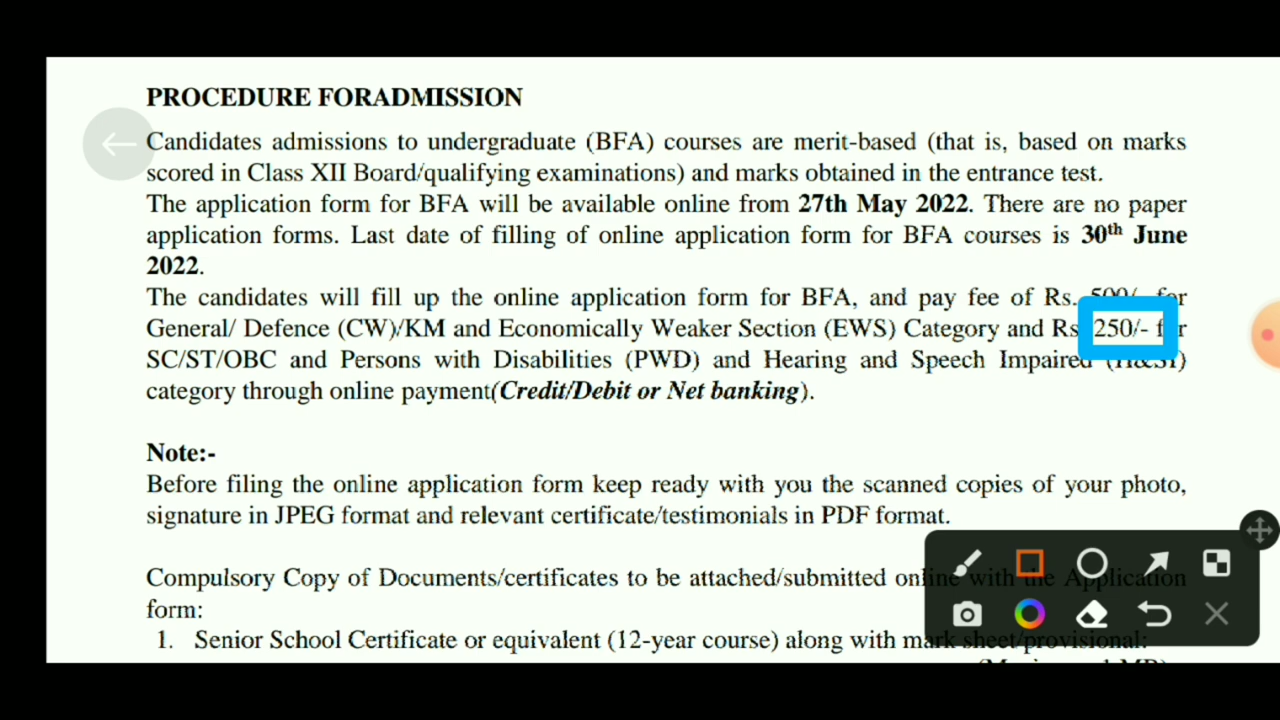 PROCEDURE FORADMISSION
Candidates admissions to undergraduate (BFA) courses are merit-based (that is, based on marks
scored in Class XII Board/qualifying examinations) and marks obtained in the entrance test.
The application form for BFA will be available online from 27th May 2022. There are no paper
application forms. Last date of filling of online application form for BFA courses is 30th June
2022.
The candidates will fill up the online application form for BFA, and pay fee of Rs. 500/- for
General/ Defence (CW)/KM and Economically Weaker Section (EWS) Category and Rs 250/- for
SC/ST/OBC and Persons with Disabilities (PWD) and Hearing and Speech Impaired (H&SI)
category through online payment(Credit/Debit or Net banking).
Note:-
Before filing the online application form keep ready with you the scanned copies of your photo,
signature in JPEG format and relevant certificate/testimonials in PDF format.
Compulsory Copy of Documents/certificates to be attached/submitted online with the Application
form:
1. Senior School Certificate or equivalent (12-year course) along with mark sheet/provisional: